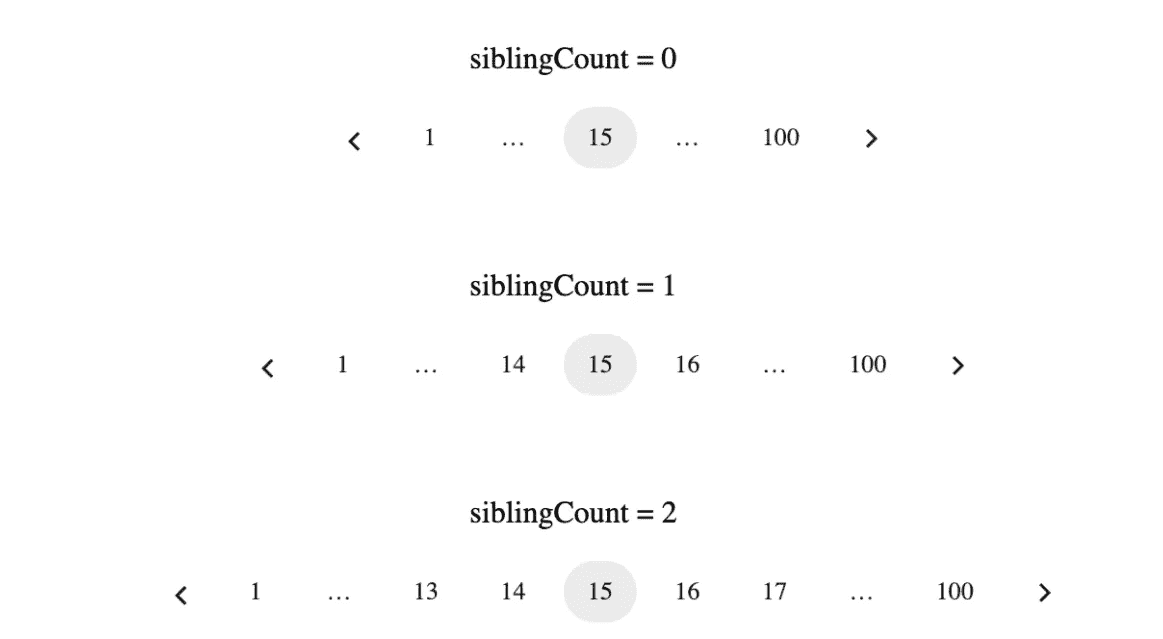 siblingCount = 0
< 1 ... 15 ... 100 >
siblingCount = 1
< 1 ... 14 15 16 ... 100 >
siblingCount = 2
< 1 ... 13 14 15 16 17 ... 100 >